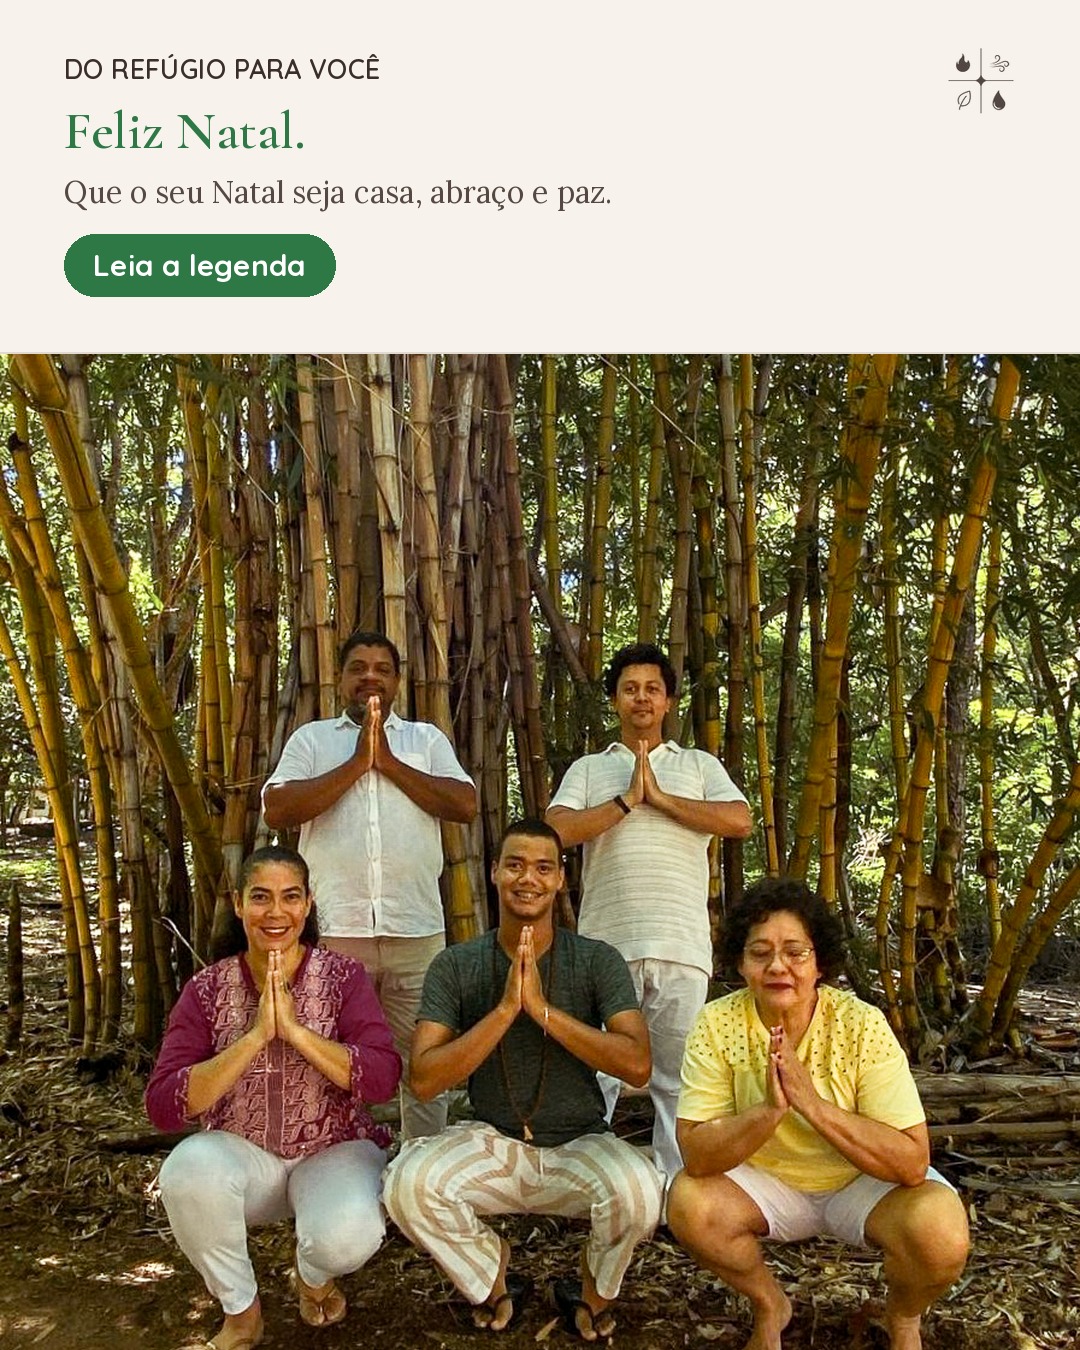 DO REFÚGIO PARA VOCÊ
Feliz Natal.
Que o seu Natal seja casa, abraço e paz.
Leia a legenda